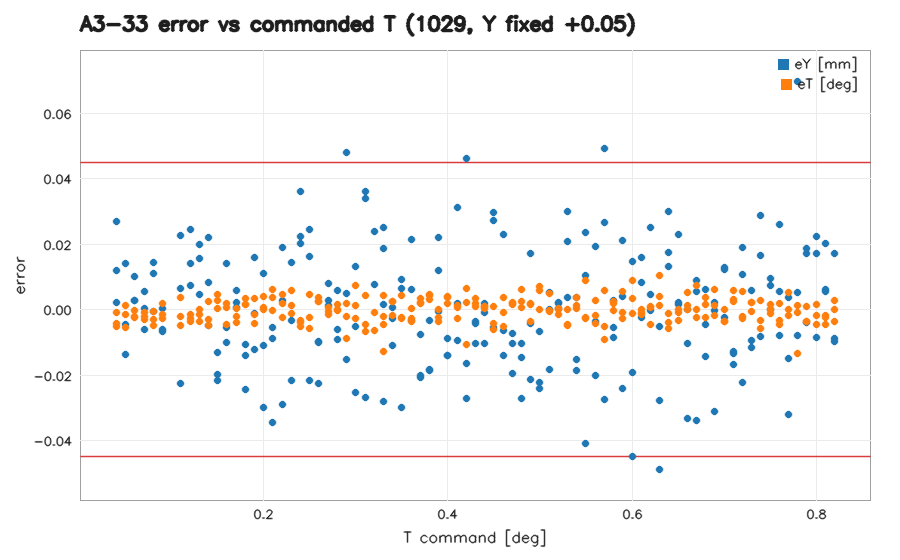 A3-33 error vs commanded T (1029, Y fixed +0.05)
eY [mm]
eT [deg]
0.06
0.04
0.02
0.00
-0.02
-0.04
error
0.2 0.4 0.6 0.8
T command [deg]